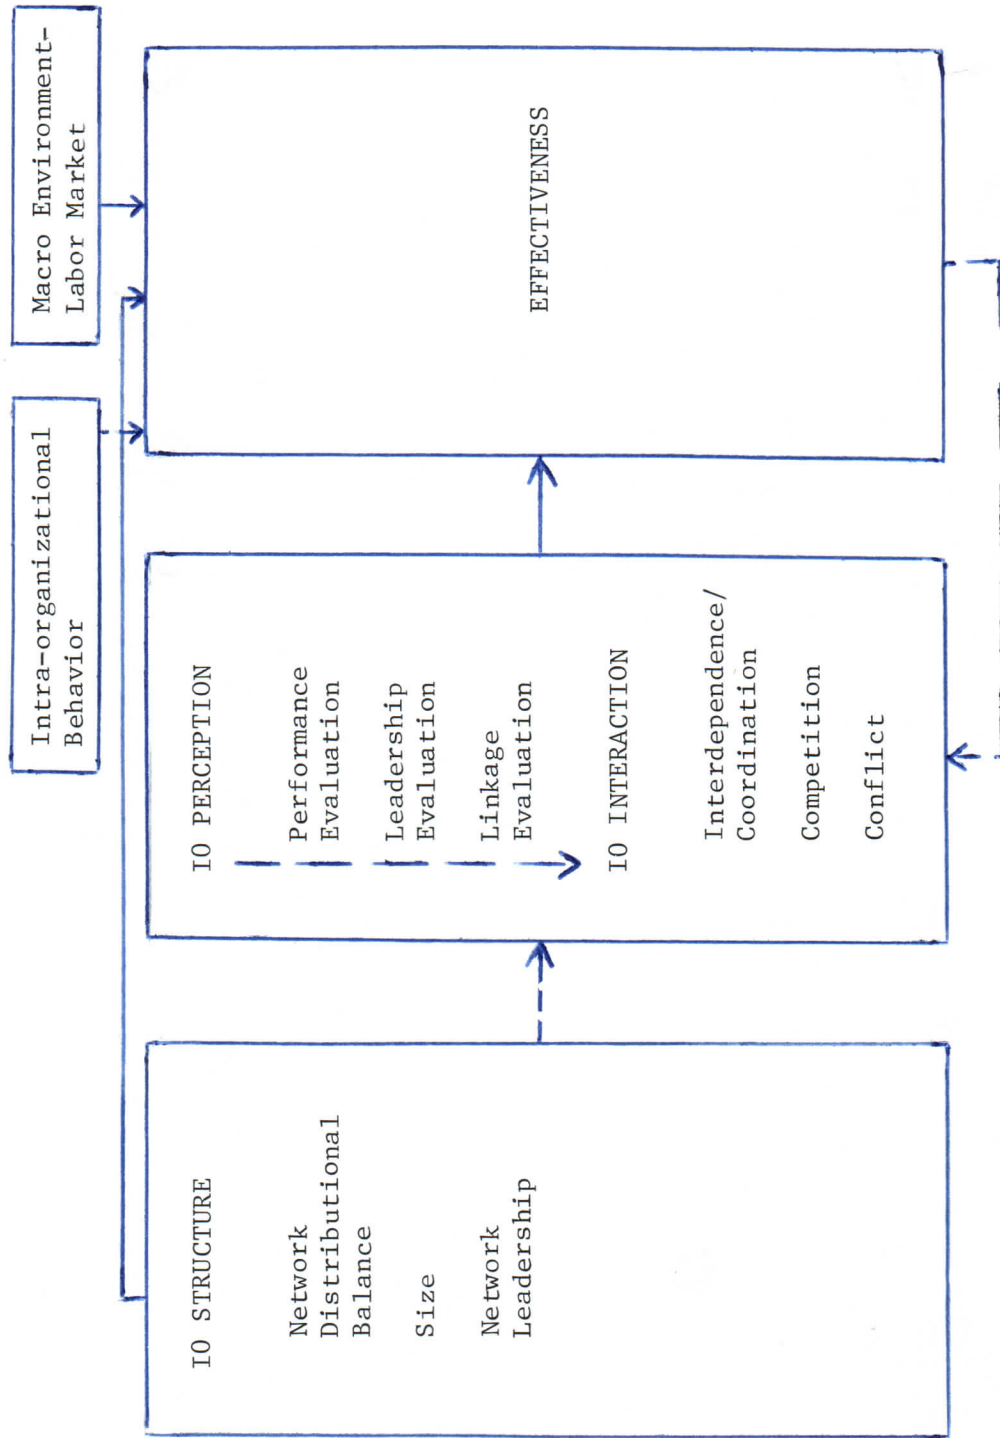 Intra-organizational
Behavior
Macro Environment-
Labor Market
IO STRUCTURE
Network
Distributional
Balance
Size
Network
Leadership
IO PERCEPTION
Performance
Evaluation
Leadership
Evaluation
Linkage
Evaluation
IO INTERACTION
Interdependence/
Coordination
Competition
Conflict
EFFECTIVENESS